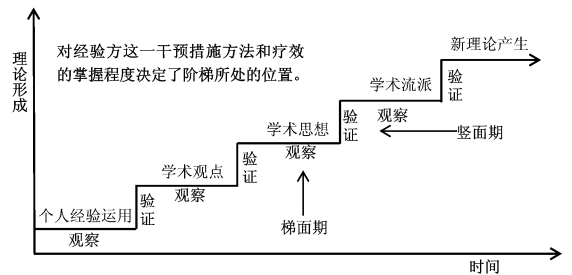 对经验方这一干预措施方法和疗效
的掌握程度决定了阶梯所处的位置。
理论形成
新理论产生
验证
学术流派
观察
验证
竖面期
学术思想
观察
验证
学术观点
观察
验证
梯面期
个人经验运用
观察
时间